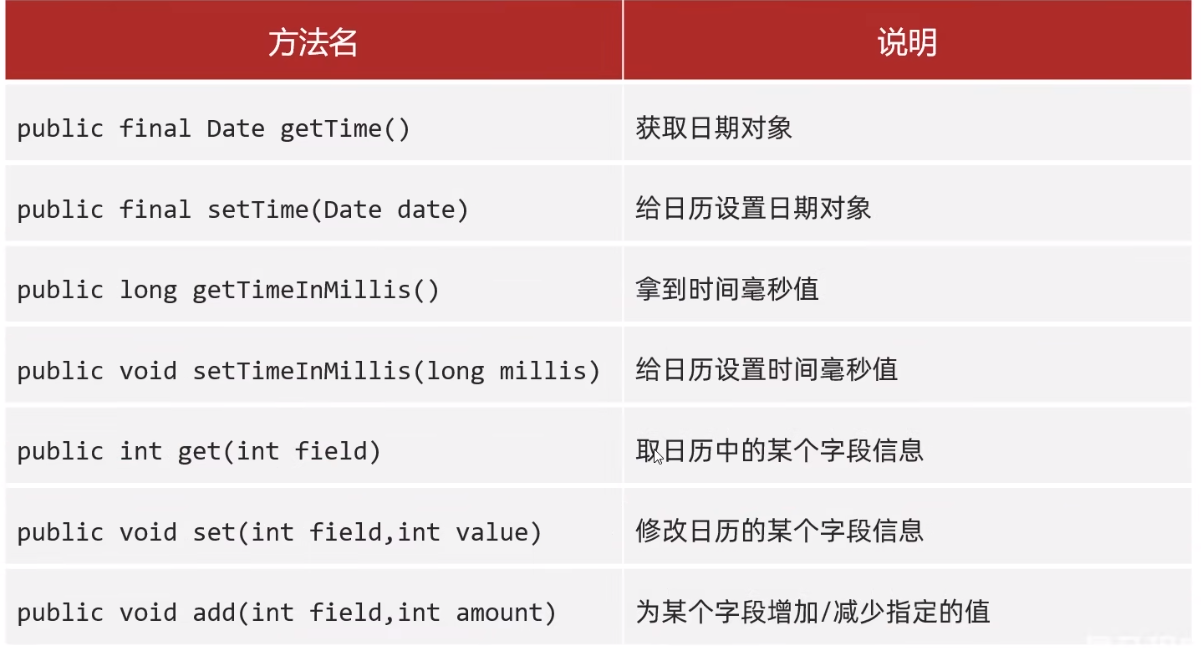 方法名 说明
public final Date getTime() 获取日期对象
public final setTime(Date date) 给日历设置日期对象
public long getTimeInMillis() 拿到时间毫秒值
public void setTimeInMillis(long millis) 给日历设置时间毫秒值
public int get(int field) 取日历中的某个字段信息
public void set(int field,int value) 修改日历的某个字段信息
public void add(int field,int amount) 为某个字段增加/减少指定的值